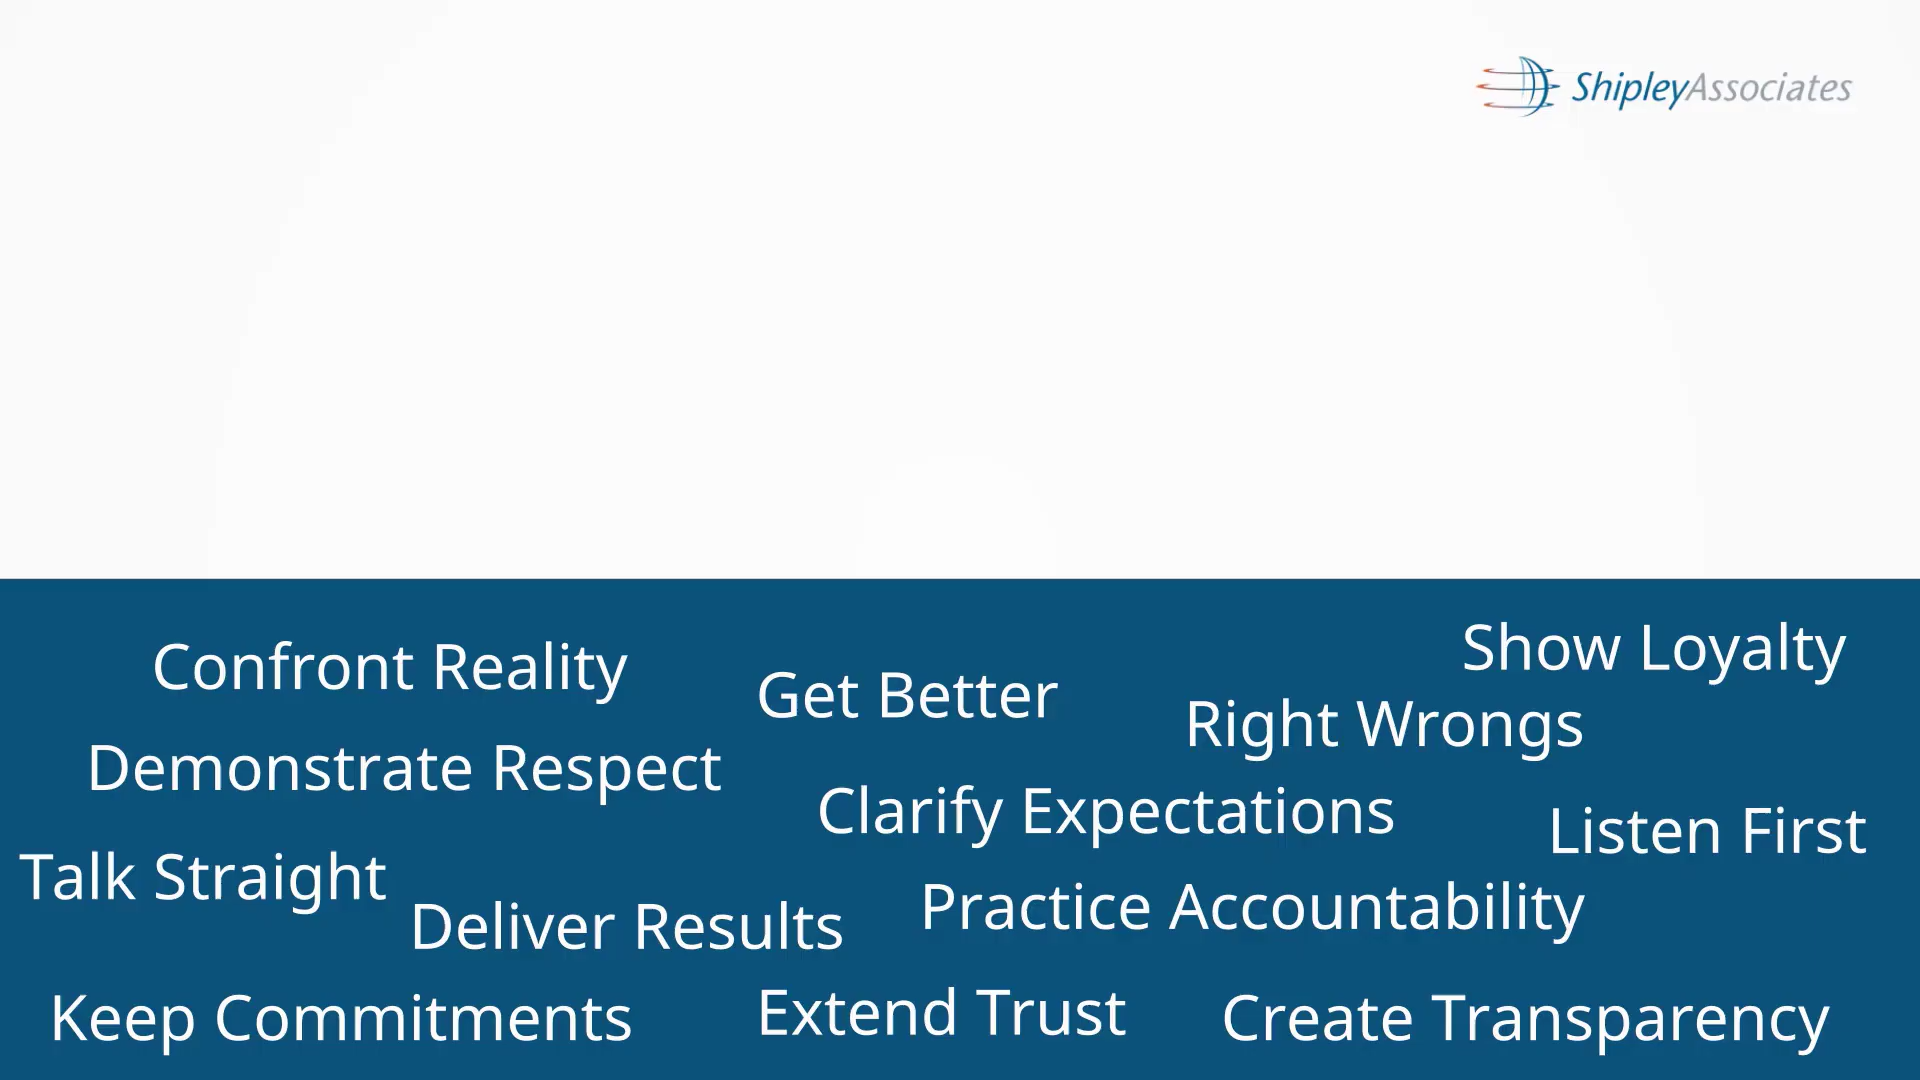 ShipleyAssociates
Show Loyalty
Confront Reality
Get Better
Right Wrongs
Demonstrate Respect
Clarify Expectations
Listen First
Talk Straight
Practice Accountability
Deliver Results
Keep Commitments
Extend Trust
Create Transparency